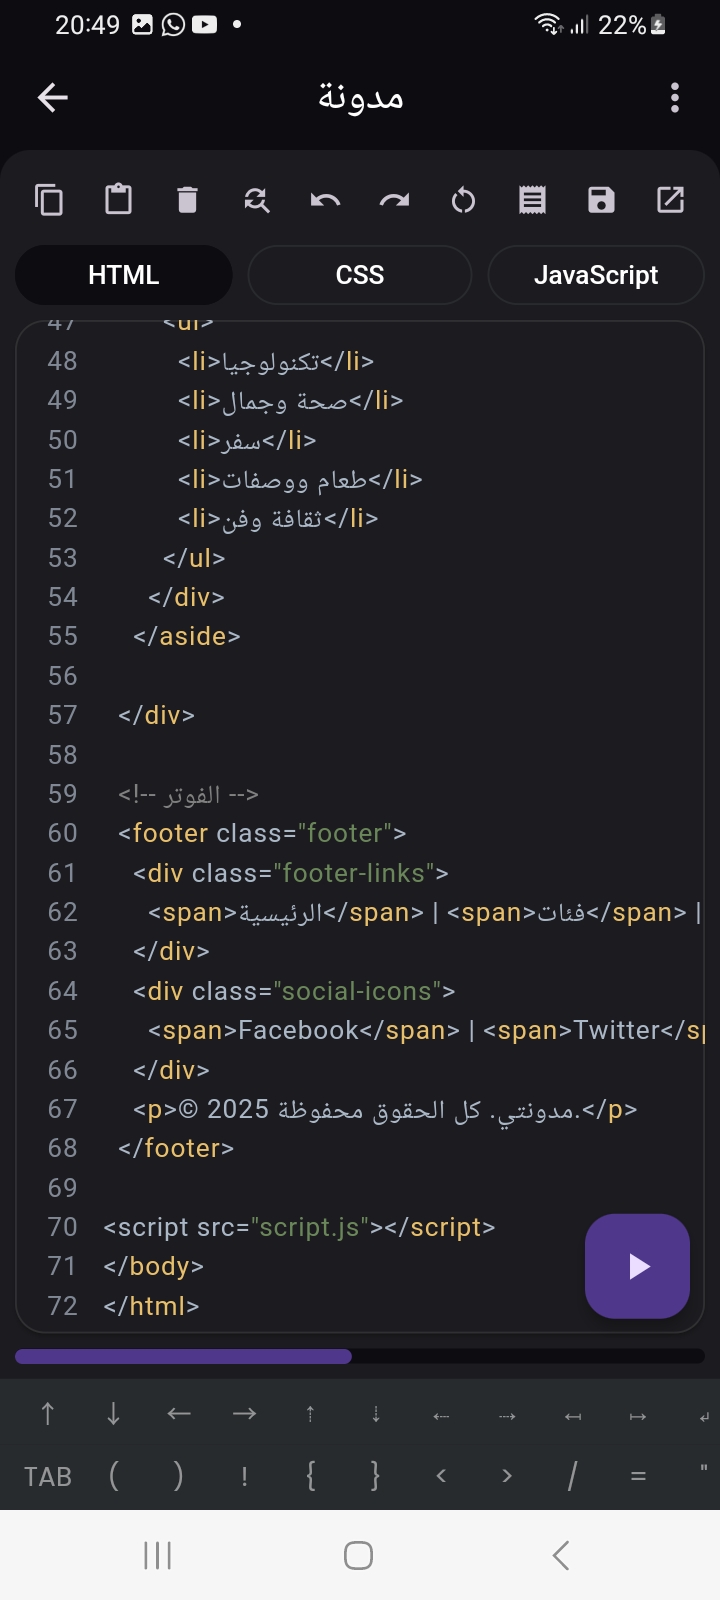 20:49 22%
مدونة
HTML CSS JavaScript
47 <ul>
48 <li>تكنولوجيا</li>
49 <li>صحة وجمال</li>
50 <li>سفر</li>
51 <li>طعام ووصفات</li>
52 <li>ثقافة وفن</li>
53 </ul>
54 </div>
55 </aside>
56
57 </div>
58
59 <!-- الفوتر -->
60 <footer class="footer">
61 <div class="footer-links">
62 <span>الرئيسية</span> | <span>فئات</span> |
63 </div>
64 <div class="social-icons">
65 <span>Facebook</span> | <span>Twitter</sp
66 </div>
67 <p>© 2025 مدونتي. كل الحقوق محفوظة.</p>
68 </footer>
69
70 <script src="script.js"></script>
71 </body>
72 </html>
↑ ↓ ← → ⇡ ⇣ ⇠ ⇢ ↤ ↦ ↲
TAB ( ) ! { } < > / = "